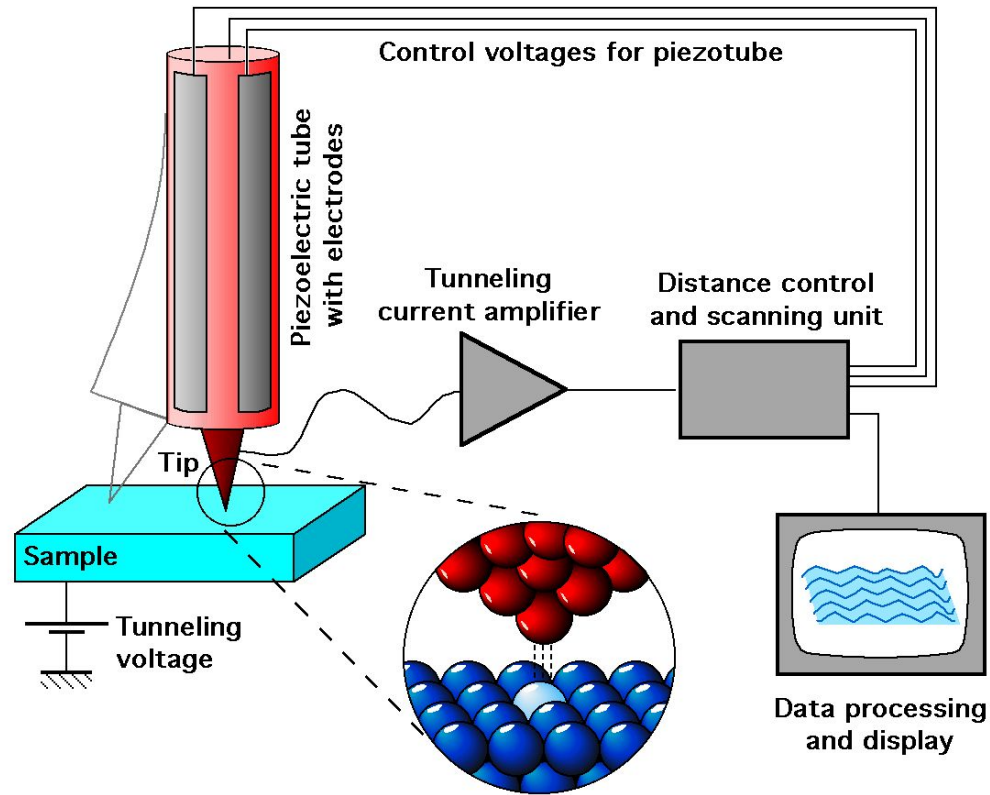 Control voltages for piezotube
Piezoelectric tube
with electrodes
Tunneling
current amplifier
Distance control
and scanning unit
Tip
Sample
Tunneling
voltage
Data processing
and display